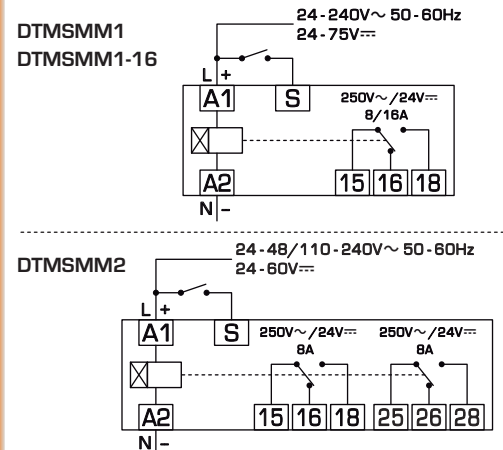 DTMSMM1
DTMSMM1-16
24-240V~ 50-60Hz
24-75V⎓
L +
A1 S
250V~/24V⎓
8/16A
A2 15 16 18
N -
DTMSMM2
24-48/110-240V~ 50-60Hz
24-60V⎓
L +
A1 S
250V~/24V⎓ 250V~/24V⎓
8A 8A
A2 15 16 18 25 26 28
N -